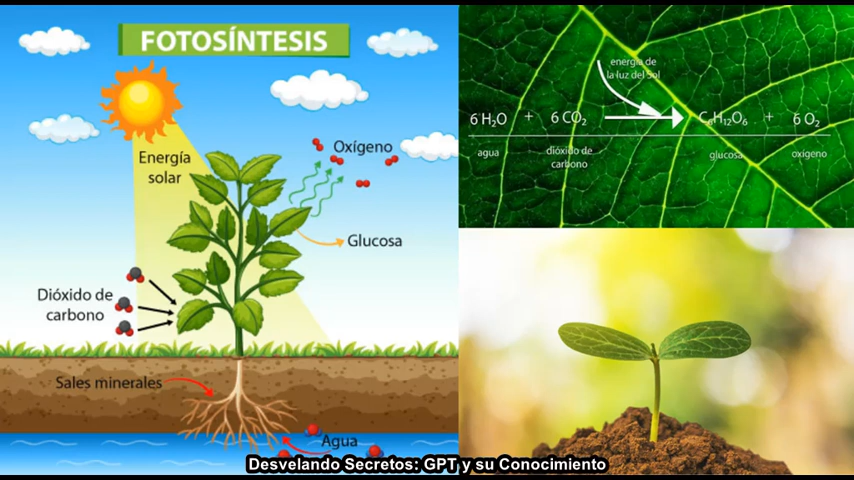 FOTOSÍNTESIS
Energía
solar
Oxígeno
Glucosa
Dióxido de
carbono
Sales minerales
Agua
energía de
la luz del Sol
6 H₂O + 6 CO₂ → C₆H₁₂O₆ + 6 O₂
agua
dióxido de
carbono
glucosa
oxígeno
Desvelando Secretos: GPT y su Conocimiento